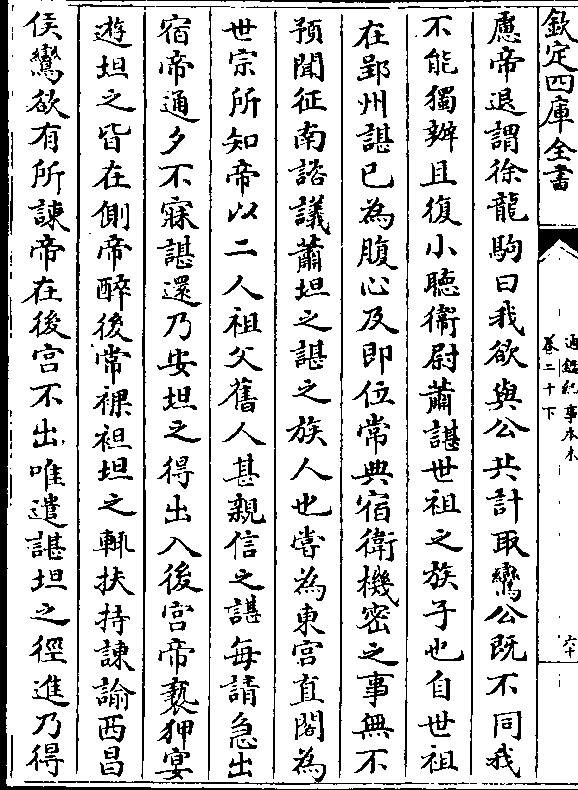 欽定四庫全書
通鑑紀事本末
卷二十下
六十
慮帝退謂徐龍駒曰我欲與公共計取鸞公既不同我
不能獨辦且復小聽衛尉蕭諶世祖之族子也自世祖
在郢州諶已為腹心及即位常典宿衛機密之事無不
預聞征南諮議蕭坦之諶之族人也嘗為東宮直閤為
世宗所知帝以二人祖父舊人甚親信之諶每請急出
宿帝通夕不寐諶還乃安坦之得出入後宮帝褻狎宴
遊坦之皆在側帝醉後常裸袒坦之輒扶持諫諭西昌
侯鸞欲有所諫帝在後宮不出唯遣諶坦之徑進乃得